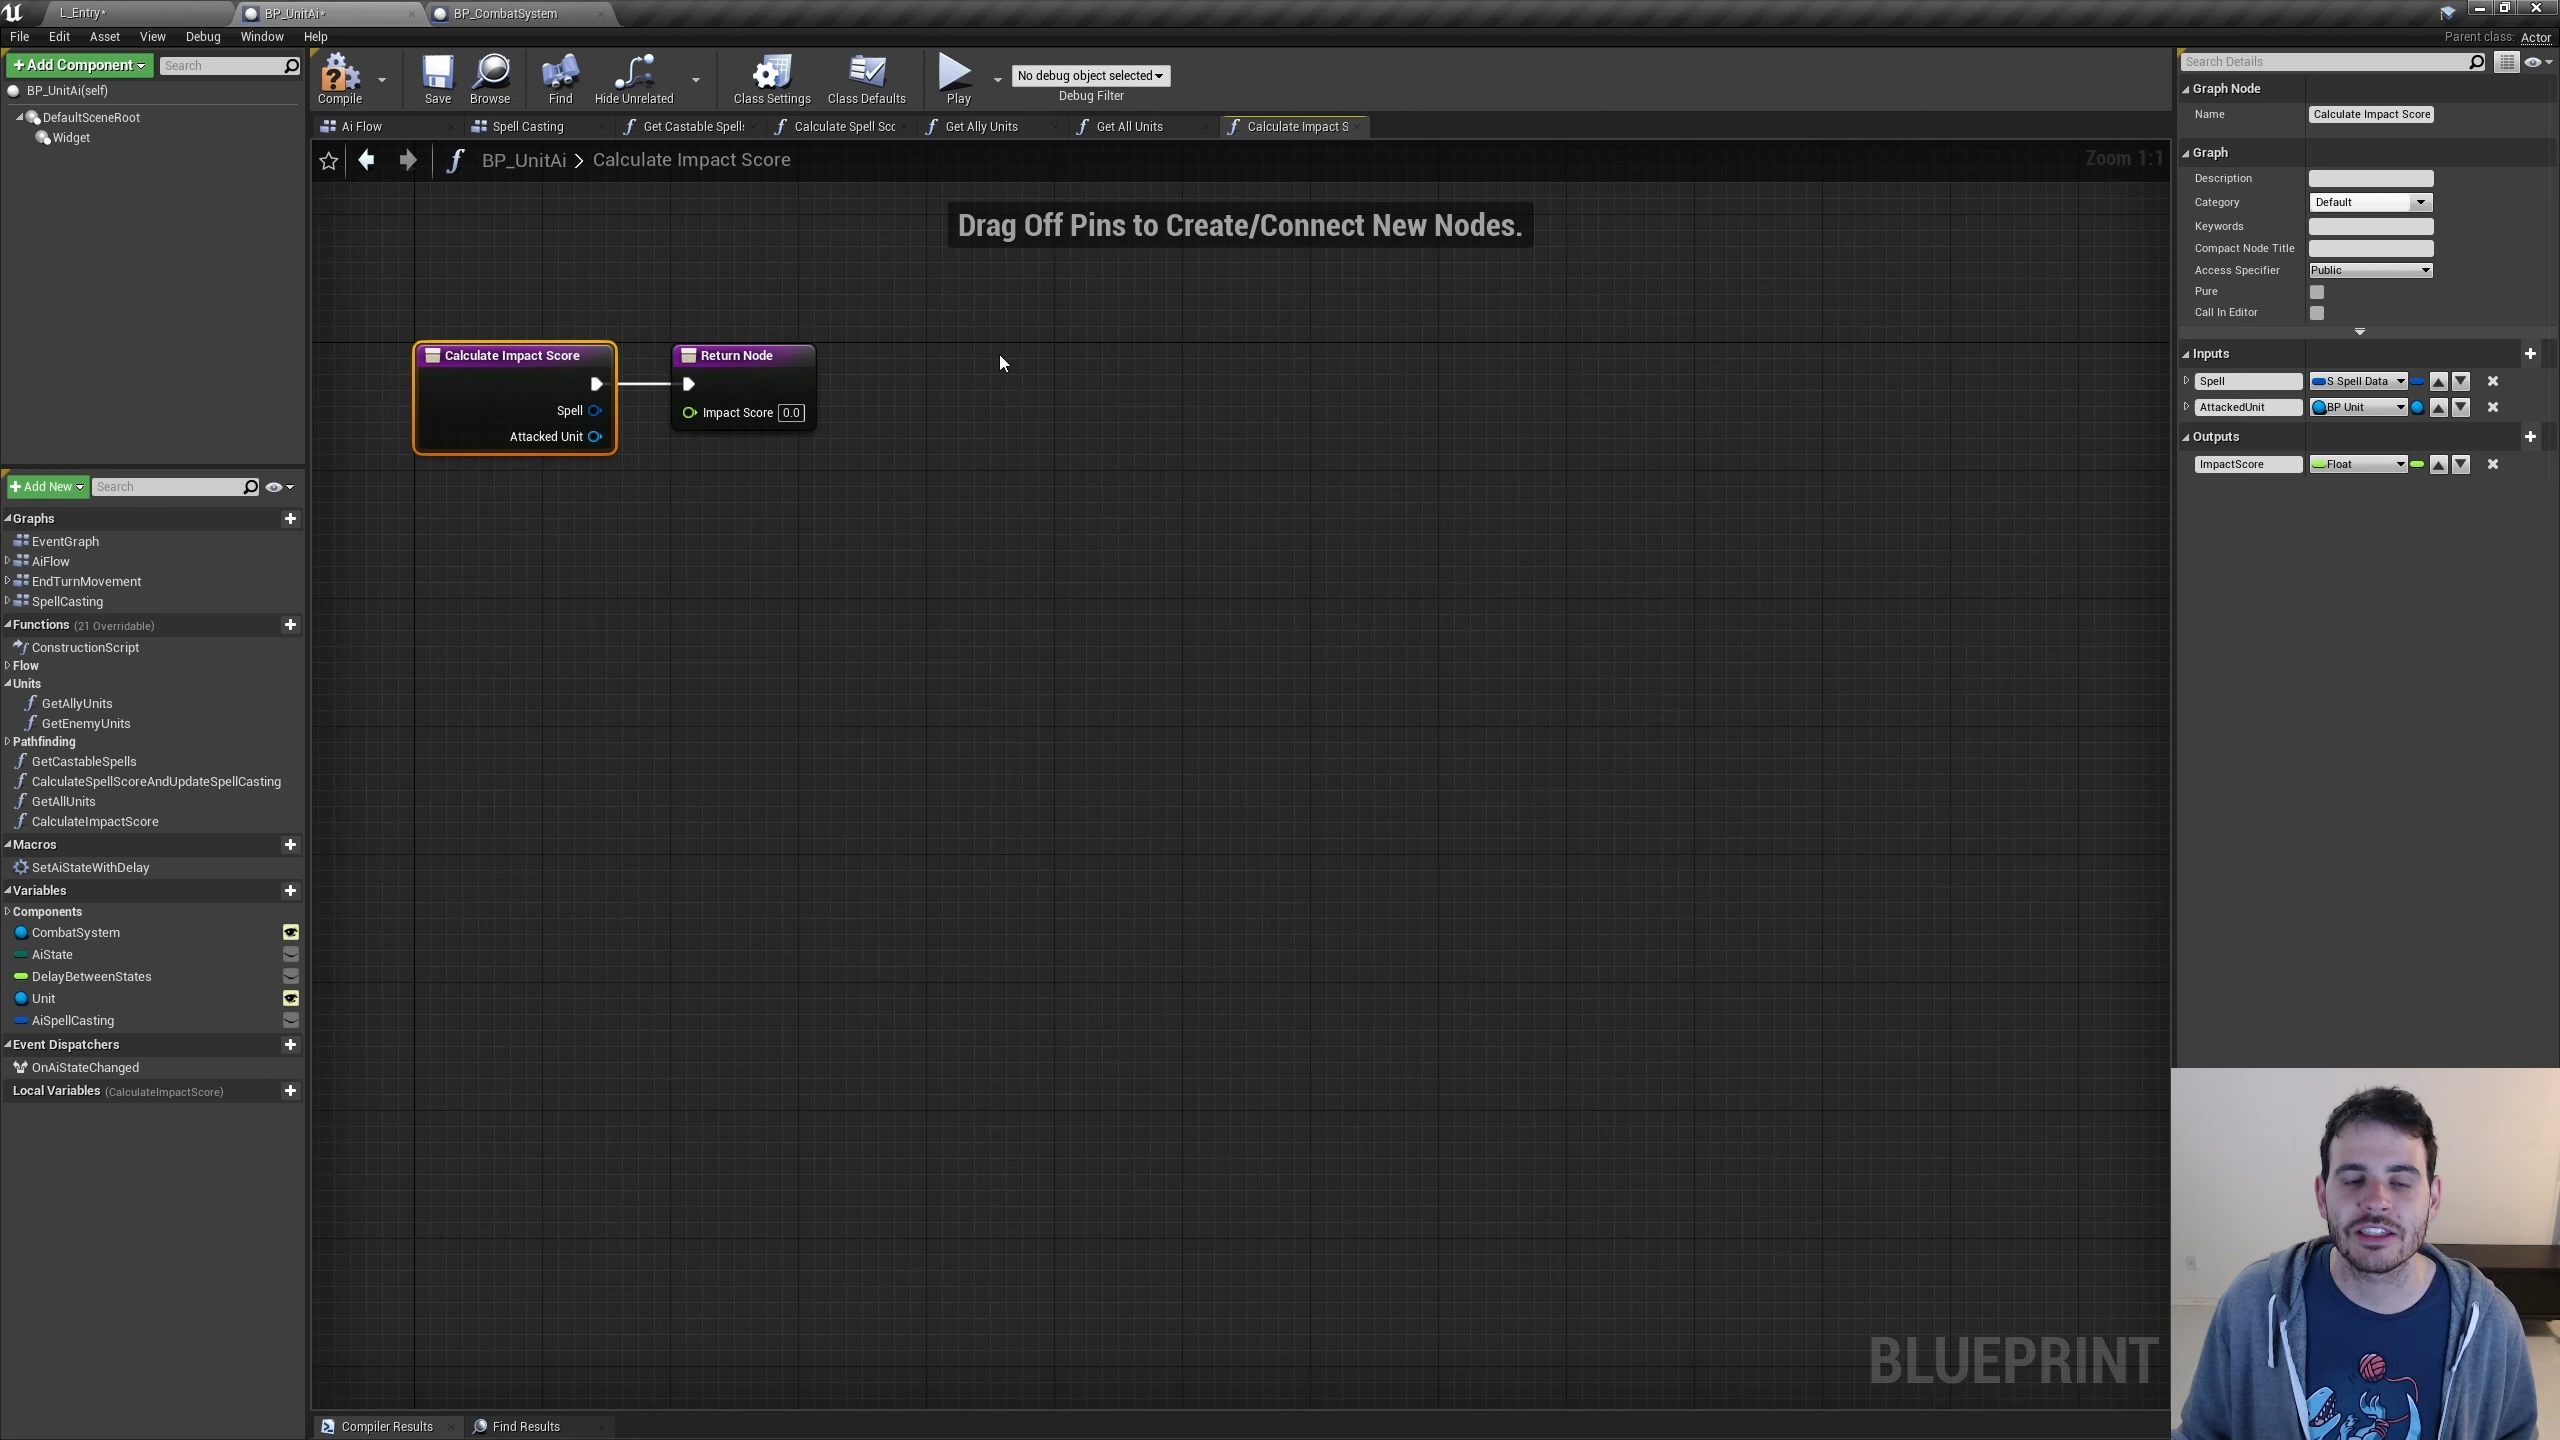 L_Entry*
BP_UnitAi*
BP_CombatSystem
File Edit Asset View Debug Window Help
Parent class: Actor
Add Component
Search
BP_UnitAi(self)
DefaultSceneRoot
Widget
Compile
Save
Browse
Find
Hide Unrelated
Class Settings
Class Defaults
Play
No debug object selected
Debug Filter
Ai Flow
Spell Casting
Get Castable Spells
Calculate Spell Sco
Get Ally Units
Get All Units
Calculate Impact S
BP_UnitAi > Calculate Impact Score
Zoom 1:1
Drag Off Pins to Create/Connect New Nodes.
Calculate Impact Score
Spell
Attacked Unit
Return Node
Impact Score 0.0
BLUEPRINT
Add New
Search
Graphs
EventGraph
AiFlow
EndTurnMovement
SpellCasting
Functions (21 Overridable)
ConstructionScript
Flow
Units
GetAllyUnits
GetEnemyUnits
Pathfinding
GetCastableSpells
CalculateSpellScoreAndUpdateSpellCasting
GetAllUnits
CalculateImpactScore
Macros
SetAiStateWithDelay
Variables
Components
CombatSystem
AiState
DelayBetweenStates
Unit
AiSpellCasting
Event Dispatchers
OnAiStateChanged
Local Variables (CalculateImpactScore)
Compiler Results
Find Results
Search Details
Graph Node
Name Calculate Impact Score
Graph
Description
Category Default
Keywords
Compact Node Title
Access Specifier Public
Pure
Call In Editor
Inputs
Spell S Spell Data
AttackedUnit BP Unit
Outputs
ImpactScore Float